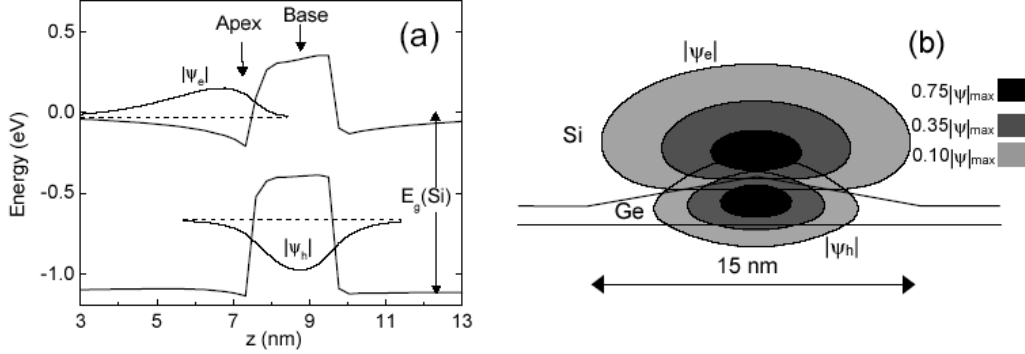 (a)
Apex
Base
|ψe|
|ψh|
Eg(Si)
Energy (eV)
0.5
0.0
-0.5
-1.0
3
5
7
9
11
13
z (nm)
(b)
|ψe|
0.75|ψ|max
0.35|ψ|max
0.10|ψ|max
Si
Ge
|ψh|
15 nm